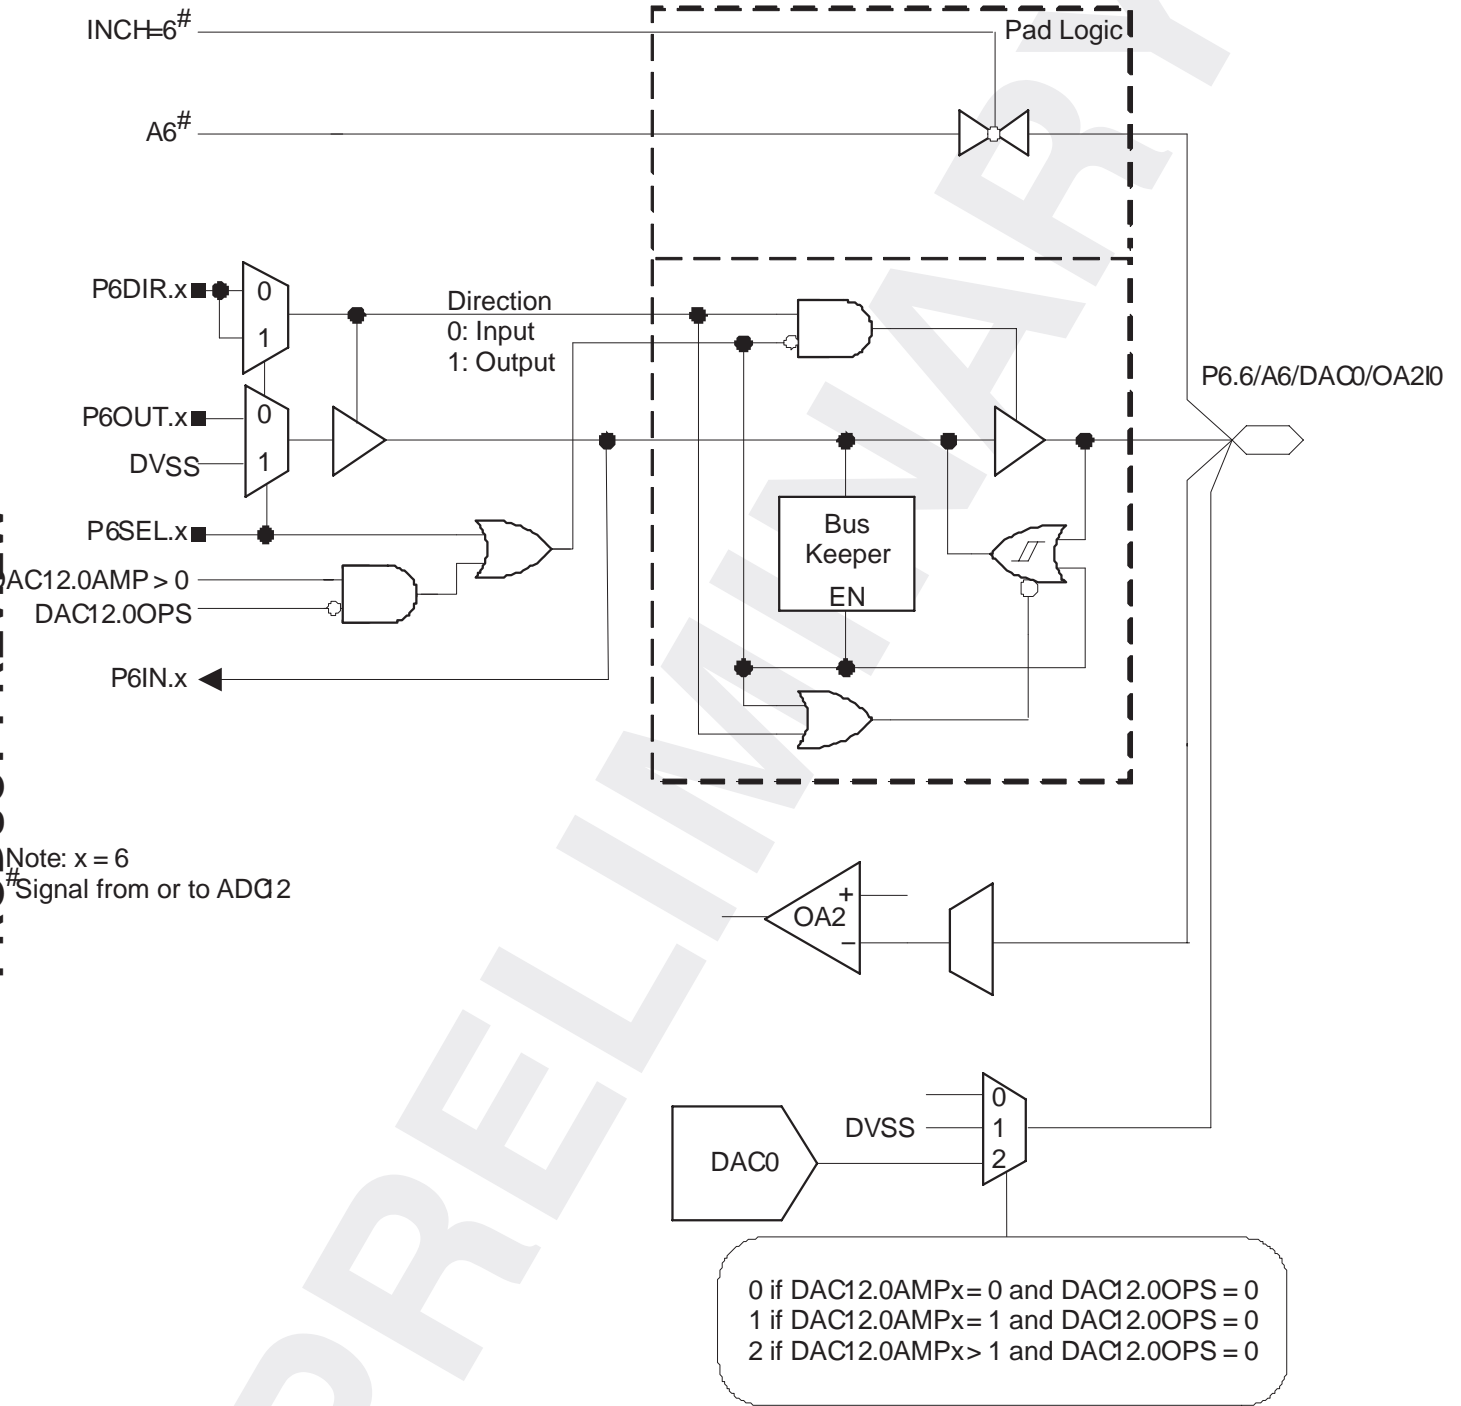 INCH=6#
Pad Logic
A6#
P6DIR.x
0
1
Direction
0: Input
1: Output
P6OUT.x
0
DVSS
1
P6.6/A6/DAC0/OA2I0
P6SEL.x
Bus
Keeper
EN
AC12.0AMP > 0
DAC12.0OPS
P6IN.x
Note: x = 6
#Signal from or to ADC12
+
OA2
−
0
DVSS
1
DAC0
2
0 if DAC12.0AMPx = 0 and DAC12.0OPS = 0
1 if DAC12.0AMPx = 1 and DAC12.0OPS = 0
2 if DAC12.0AMPx > 1 and DAC12.0OPS = 0
PRELIMINARY